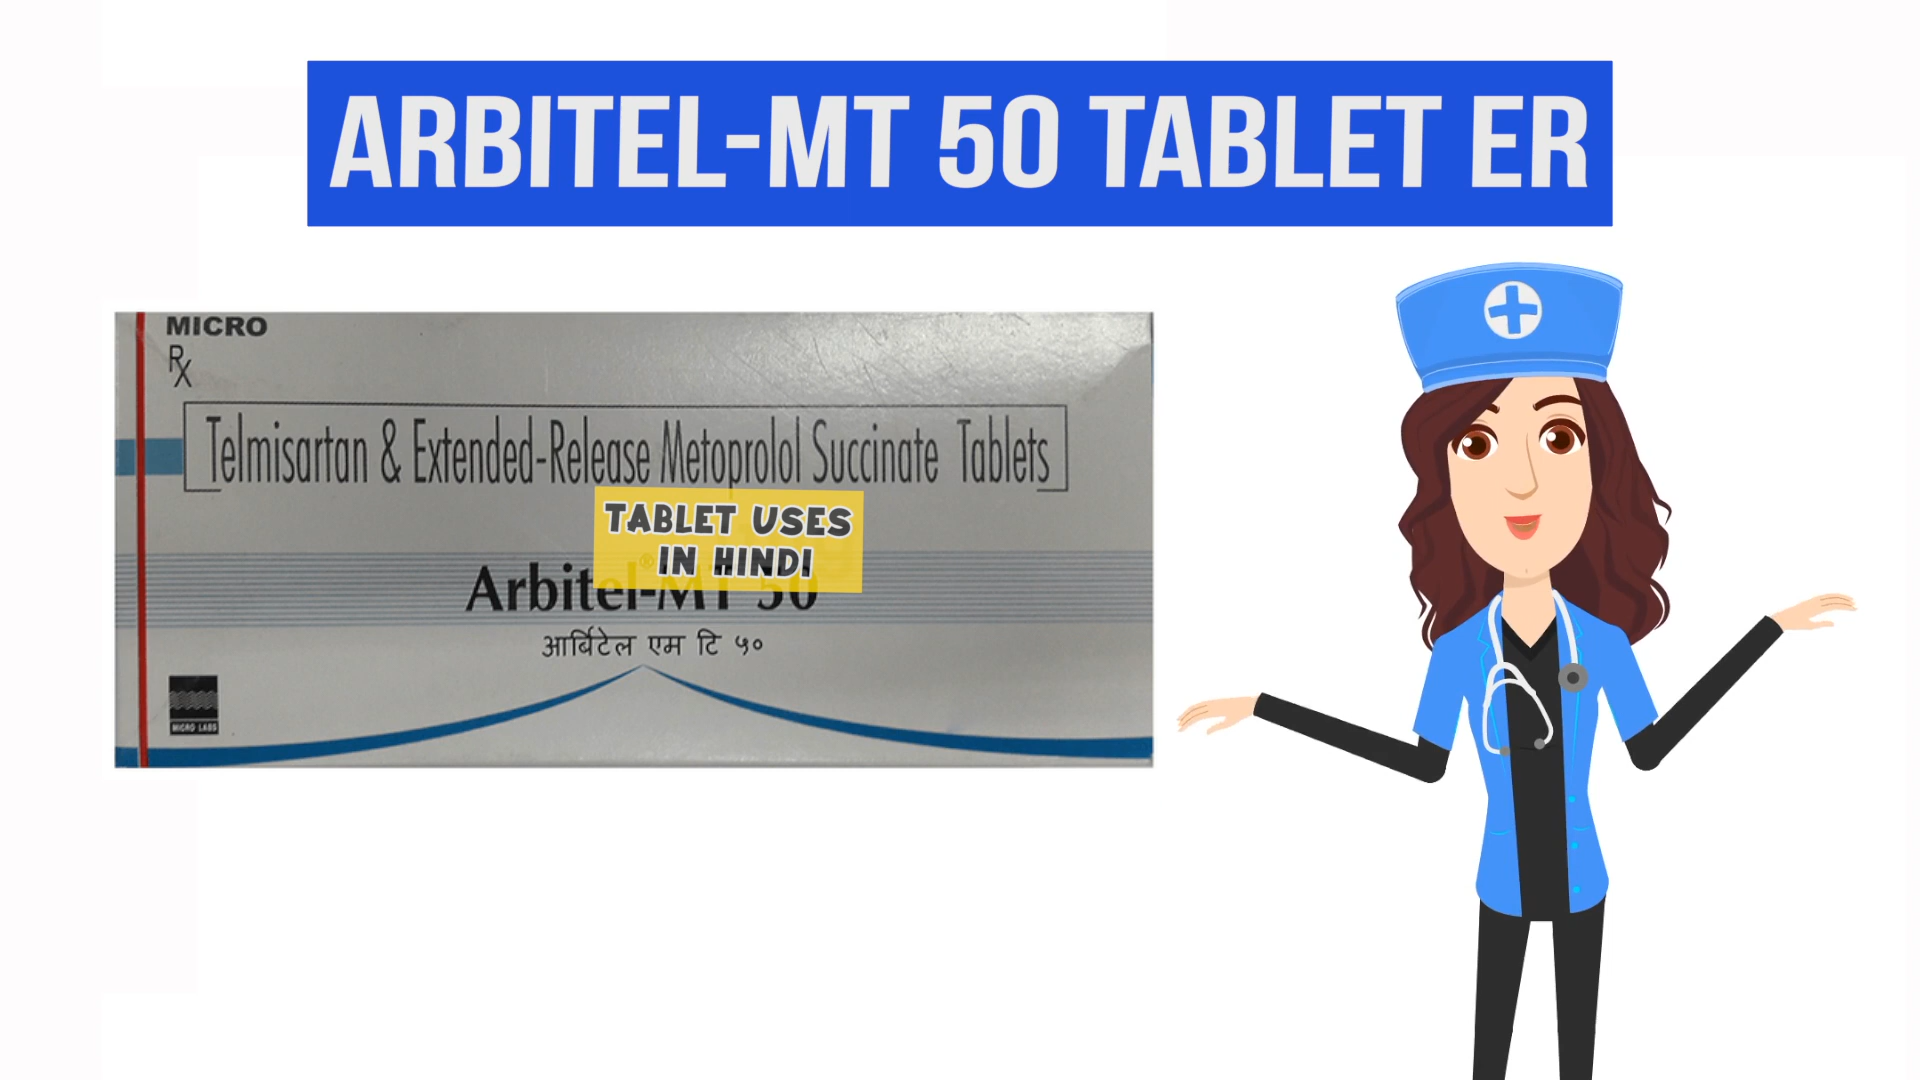 ARBITEL-MT 50 TABLET ER
MICRO
Rx
Telmisartan & Extended-Release Metoprolol Succinate Tablets
TABLET USES
IN HINDI
Arbitel®-MT 50
आर्बिटेल एम टि ५०
MICRO LABS